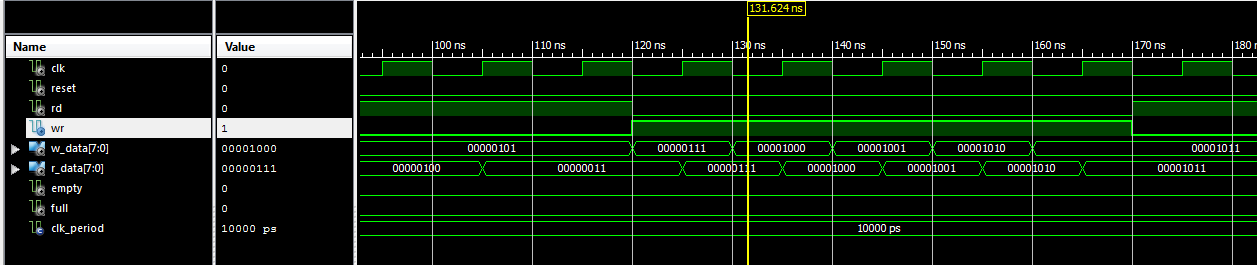 131.624 ns
Name Value
100 ns 110 ns 120 ns 130 ns 140 ns 150 ns 160 ns 170 ns 180
clk 0
reset 0
rd 0
wr 1
w_data[7:0] 00001000 00000101 00000111 00001000 00001001 00001010 00001011
r_data[7:0] 00000111 00000100 00000011 00000111 00001000 00001001 00001010 00001011
empty 0
full 0
clk_period 10000 ps 10000 ps